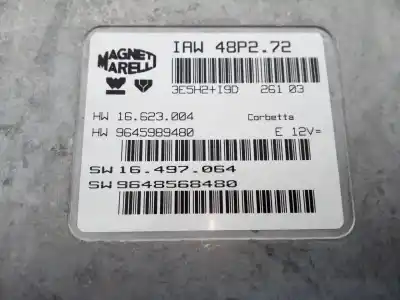 MAGNETI
MARELLI
IAW 48P2.72
3E5H2+I9D 261 03
HW 16.623.004 Corbetta
HW 9645989480 E 12V=
SW 16.497.064
SW 9648568480